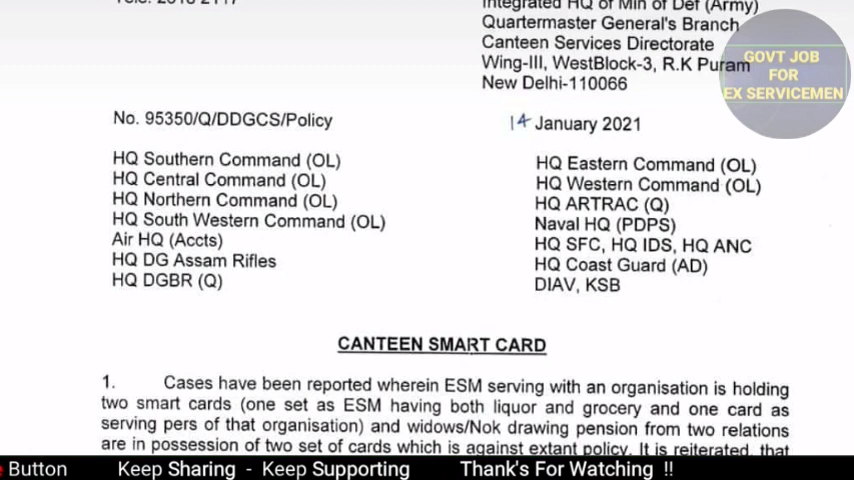 Integrated HQ of Min of Def (Army)
Quartermaster General's Branch
Canteen Services Directorate
Wing-III, WestBlock-3, R.K Puram
New Delhi-110066
GOVT JOB
FOR
EX SERVICEMEN
No. 95350/Q/DDGCS/Policy
14 January 2021
HQ Southern Command (OL)
HQ Central Command (OL)
HQ Northern Command (OL)
HQ South Western Command (OL)
Air HQ (Accts)
HQ DG Assam Rifles
HQ DGBR (Q)
HQ Eastern Command (OL)
HQ Western Command (OL)
HQ ARTRAC (Q)
Naval HQ (PDPS)
HQ SFC, HQ IDS, HQ ANC
HQ Coast Guard (AD)
DIAV, KSB
CANTEEN SMART CARD
1. Cases have been reported wherein ESM serving with an organisation is holding
two smart cards (one set as ESM having both liquor and grocery and one card as
serving pers of that organisation) and widows/Nok drawing pension from two relations
are in possession of two set of cards which is against extant policy. It is reiterated, that
Button Keep Sharing - Keep Supporting Thank's For Watching !!